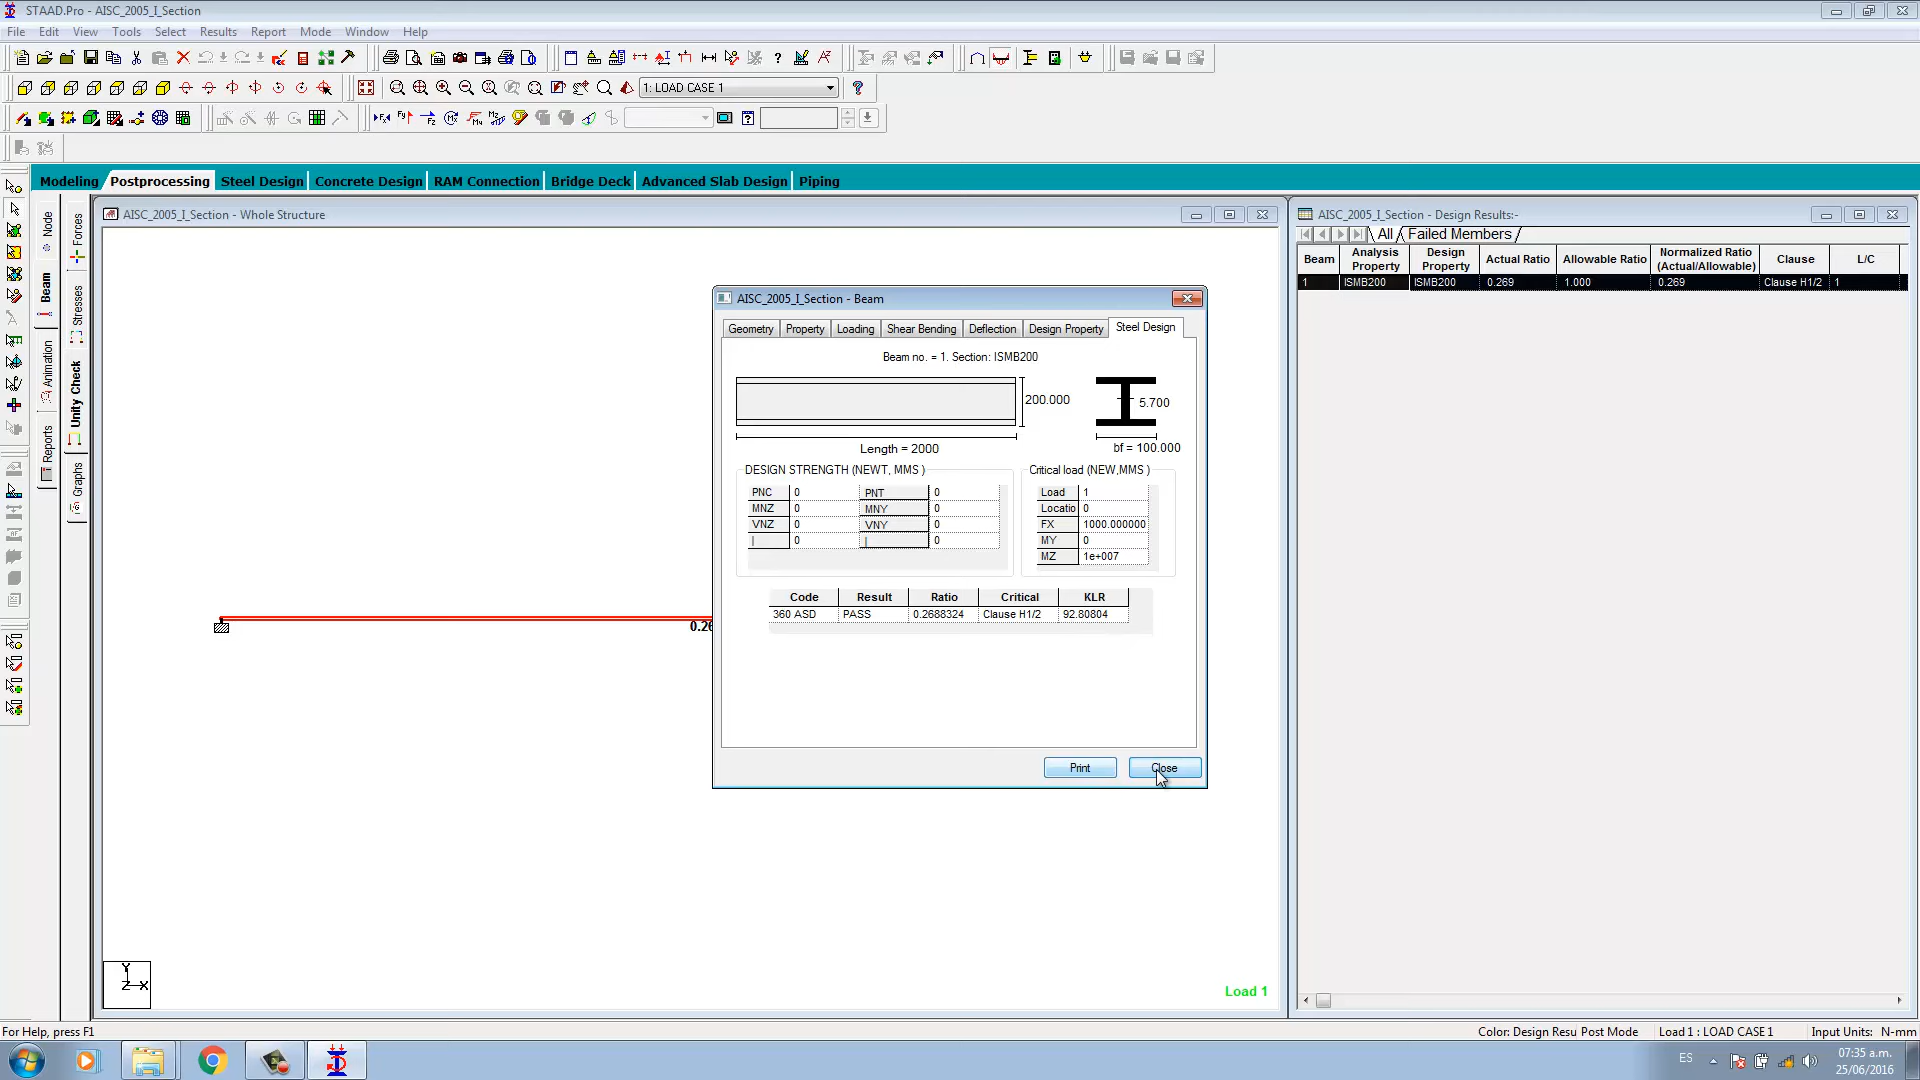 STAAD.Pro - AISC_2005_I_Section
File Edit View Tools Select Results Report Mode Window Help
1: LOAD CASE 1
Modeling Postprocessing Steel Design Concrete Design RAM Connection Bridge Deck Advanced Slab Design Piping
Node
Beam
Animation
Reports
Forces
Stresses
Unity Check
Graphs
AISC_2005_I_Section - Whole Structure
0.26
Y
Z X
Load 1
AISC_2005_I_Section - Beam
Geometry Property Loading Shear Bending Deflection Design Property Steel Design
Beam no. = 1. Section: ISMB200
200.000
5.700
Length = 2000
bf = 100.000
DESIGN STRENGTH (NEWT, MMS )
PNC 0 PNT 0
MNZ 0 MNY 0
VNZ 0 VNY 0
| 0 | 0
Critical load (NEW,MMS )
Load 1
Locatio 0
FX 1000.000000
MY 0
MZ 1e+007
Code Result Ratio Critical KLR
360 ASD PASS 0.2688324 Clause H1/2 92.80804
Print Close
AISC_2005_I_Section - Design Results:-
All Failed Members
Beam Analysis Property Design Property Actual Ratio Allowable Ratio Normalized Ratio (Actual/Allowable) Clause L/C
1 ISMB200 ISMB200 0.269 1.000 0.269 Clause H1/2 1
For Help, press F1
Color: Design Resu Post Mode Load 1 : LOAD CASE 1 Input Units: N-mm
ES
07:35 a.m.
25/06/2016